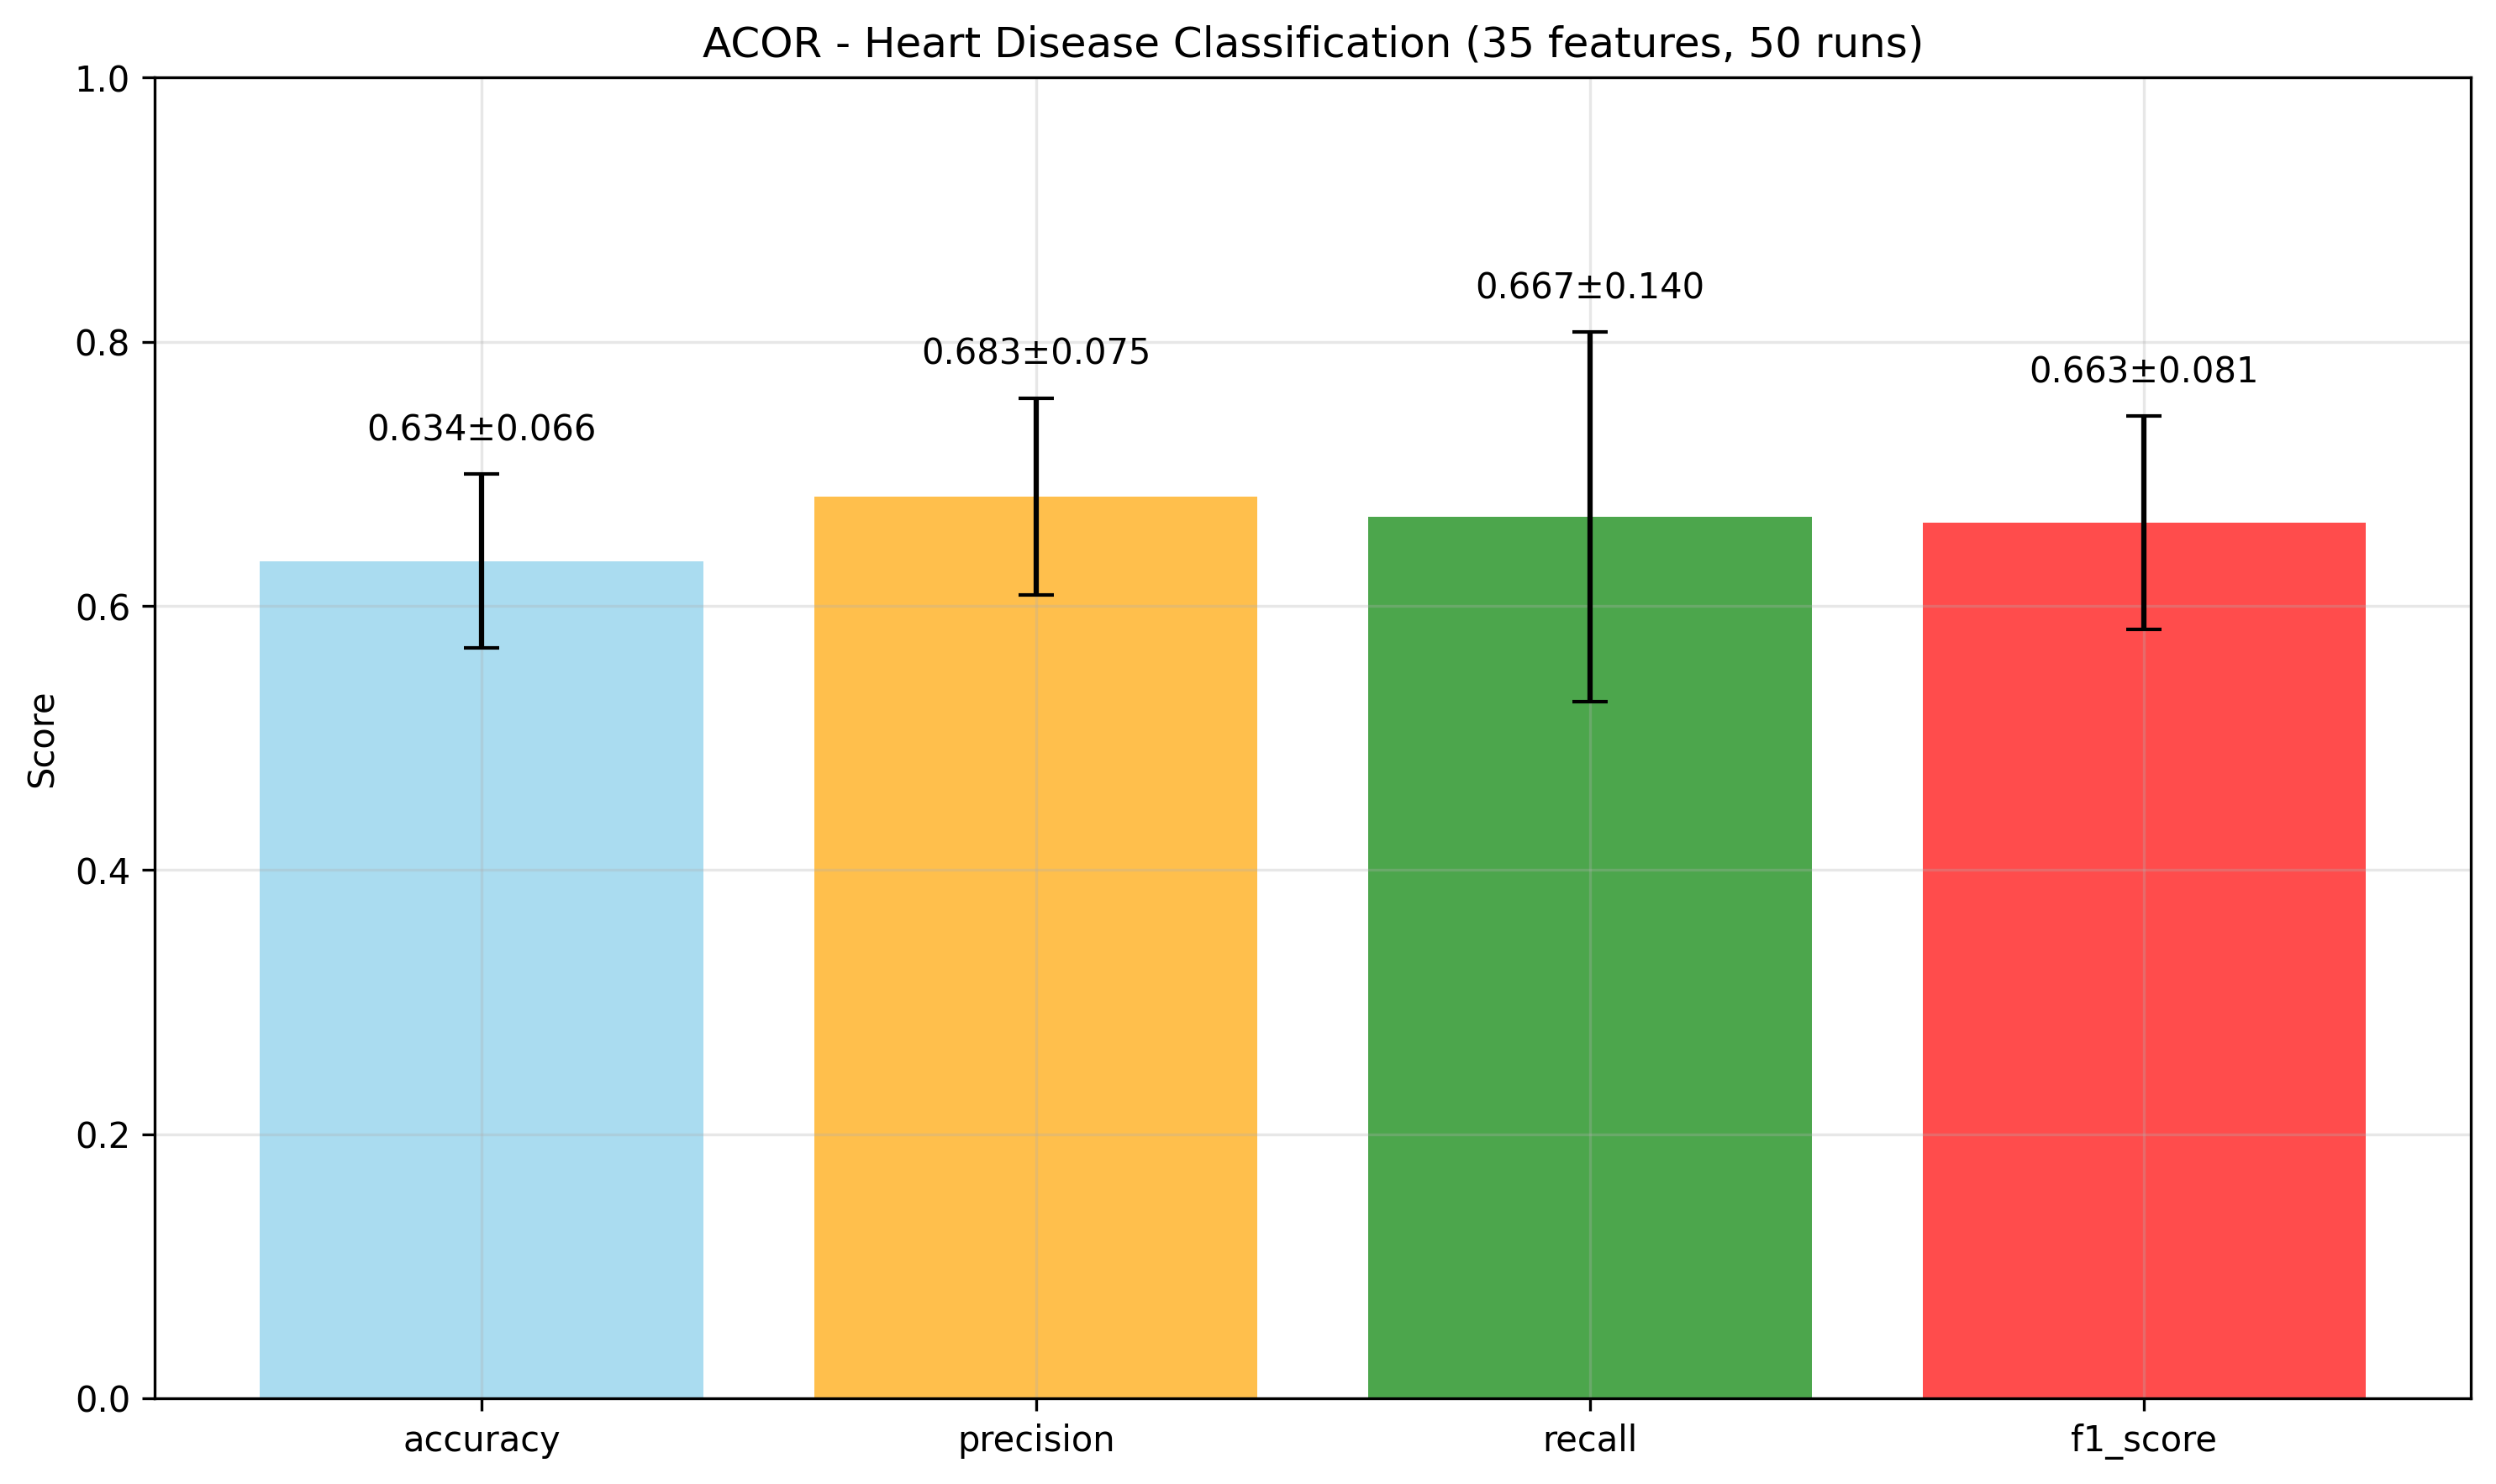 ACOR - Heart Disease Classification (35 features, 50 runs)
1.0
0.8
0.6
0.4
0.2
0.0
Score
0.634±0.066
0.683±0.075
0.667±0.140
0.663±0.081
accuracy
precision
recall
f1_score